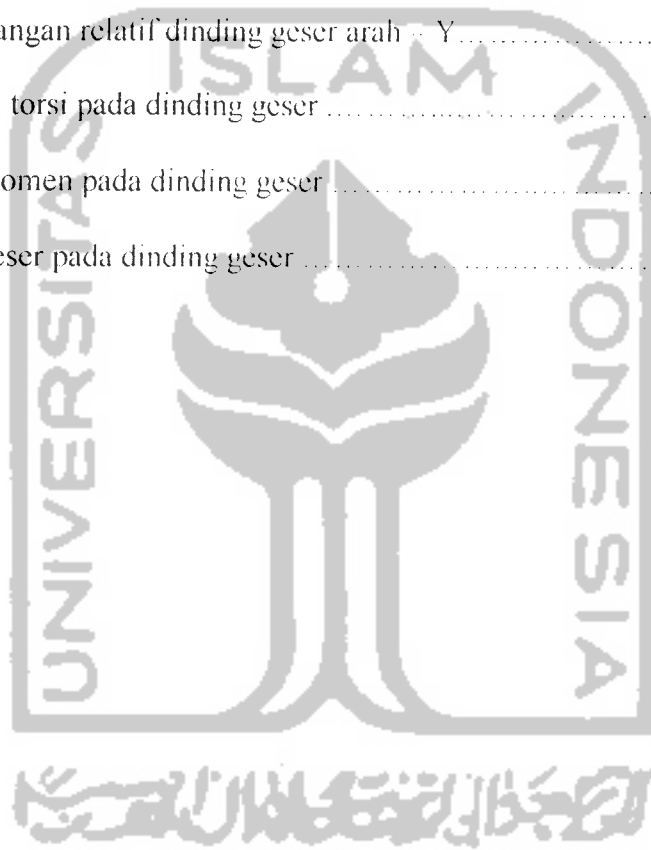 angan relatif dinding geser arah – Y
torsi pada dinding geser
omen pada dinding geser
eser pada dinding geser
ISLAM
UNIVERSITAS
INDONESIA